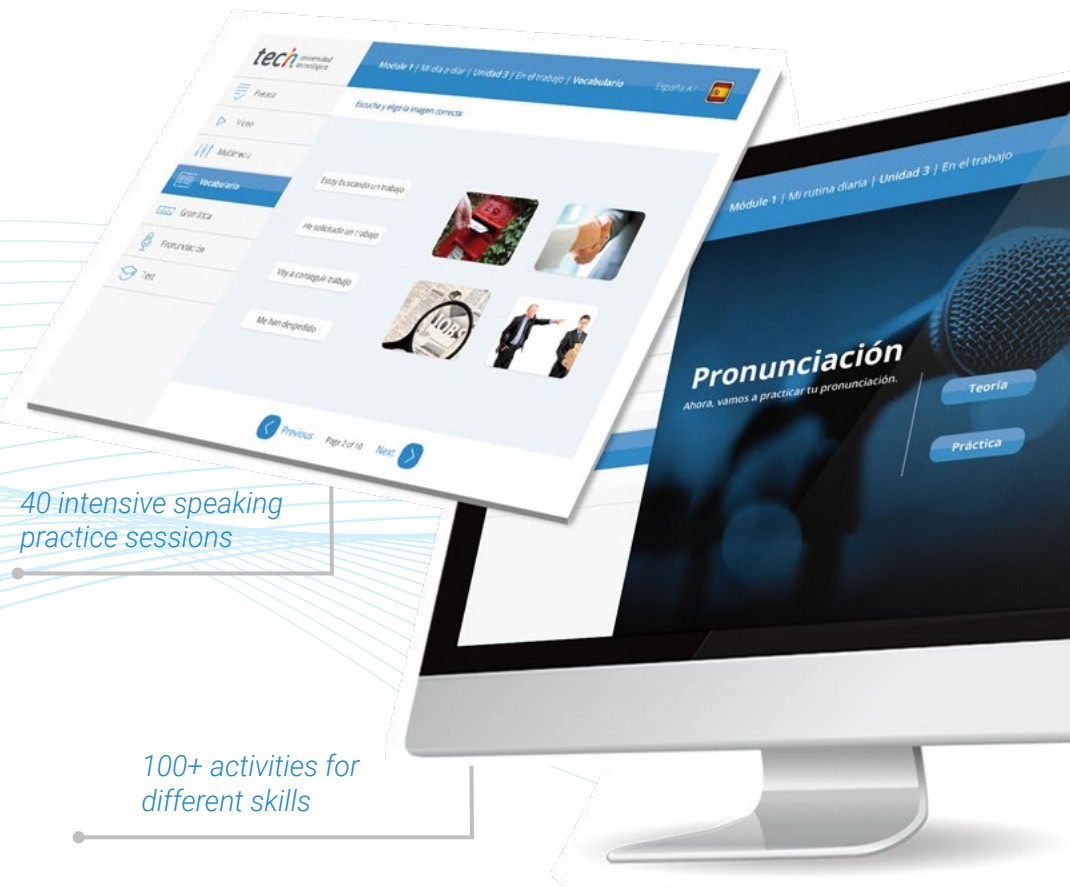 tech universidad
tecnológica
Module 1 | Mi día a diar | Unidad 3 | En el trabajo | Vocabulario
España A1
Escucha y elige la imagen correcta:
Video
Vocabulario
Gramática
Pronunciación
Test
Estoy buscando un trabajo
He solicitado un trabajo
Voy a conseguir trabajo
Me han despedido
JOBS
Previous
Page 2 of 10
Next
Módule 1 | Mi rutina diaria | Unidad 3 | En el trabajo
Pronunciación
Ahora, vamos a practicar tu pronunciación.
Teoría
Práctica
40 intensive speaking
practice sessions
100+ activities for
different skills